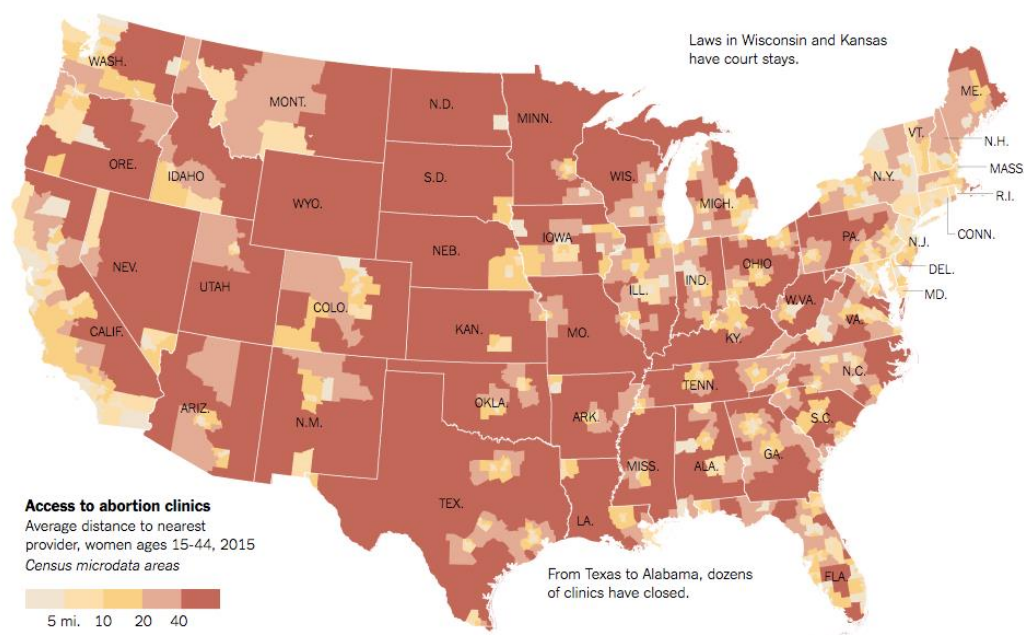 Laws in Wisconsin and Kansas
have court stays.
WASH.
MONT.
N.D.
MINN.
ME.
VT.
N.H.
ORE.
IDAHO
S.D.
WIS.
MICH.
N.Y.
MASS
R.I.
WYO.
CONN.
NEV.
NEB.
IOWA
PA.
N.J.
UTAH
COLO.
ILL.
IND.
OHIO
DEL.
MD.
CALIF.
KAN.
MO.
W.VA.
VA.
KY.
ARIZ.
N.M.
OKLA.
ARK.
TENN.
N.C.
S.C.
MISS.
ALA.
GA.
TEX.
LA.
FLA.
Access to abortion clinics
Average distance to nearest
provider, women ages 15-44, 2015
Census microdata areas
5 mi. 10 20 40
From Texas to Alabama, dozens
of clinics have closed.